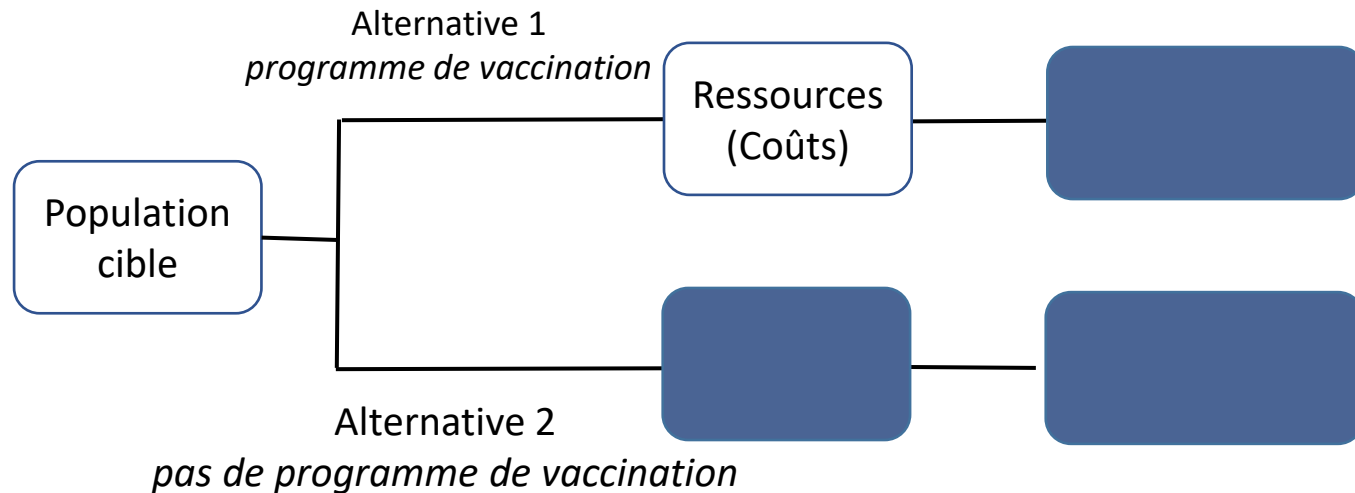 Alternative 1
programme de vaccination
Ressources
(Coûts)
Population
cible
Alternative 2
pas de programme de vaccination